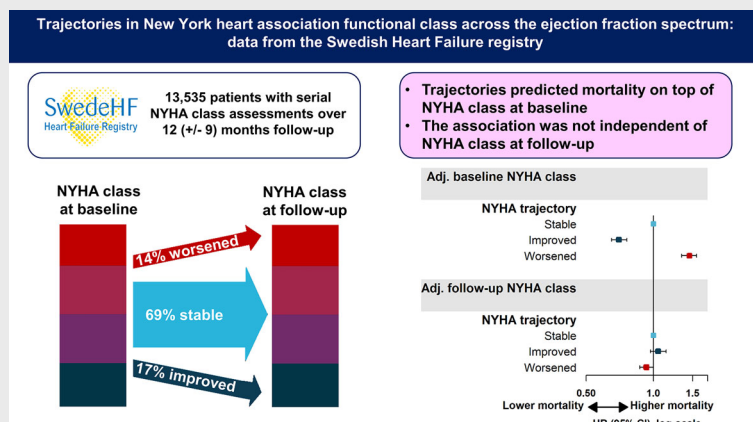 Trajectories in New York heart association functional class across the ejection fraction spectrum:
data from the Swedish Heart Failure registry
SwedeHF
Heart Failure Registry
13,535 patients with serial
NYHA class assessments over
12 (+/- 9) months follow-up
• Trajectories predicted mortality on top of
NYHA class at baseline
• The association was not independent of
NYHA class at follow-up
NYHA class
at baseline
NYHA class
at follow-up
14% worsened
69% stable
17% improved
Adj. baseline NYHA class
NYHA trajectory
Stable
Improved
Worsened
Adj. follow-up NYHA class
NYHA trajectory
Stable
Improved
Worsened
0.50 1.0 1.5
Lower mortality Higher mortality
HR (95% CI), log scale